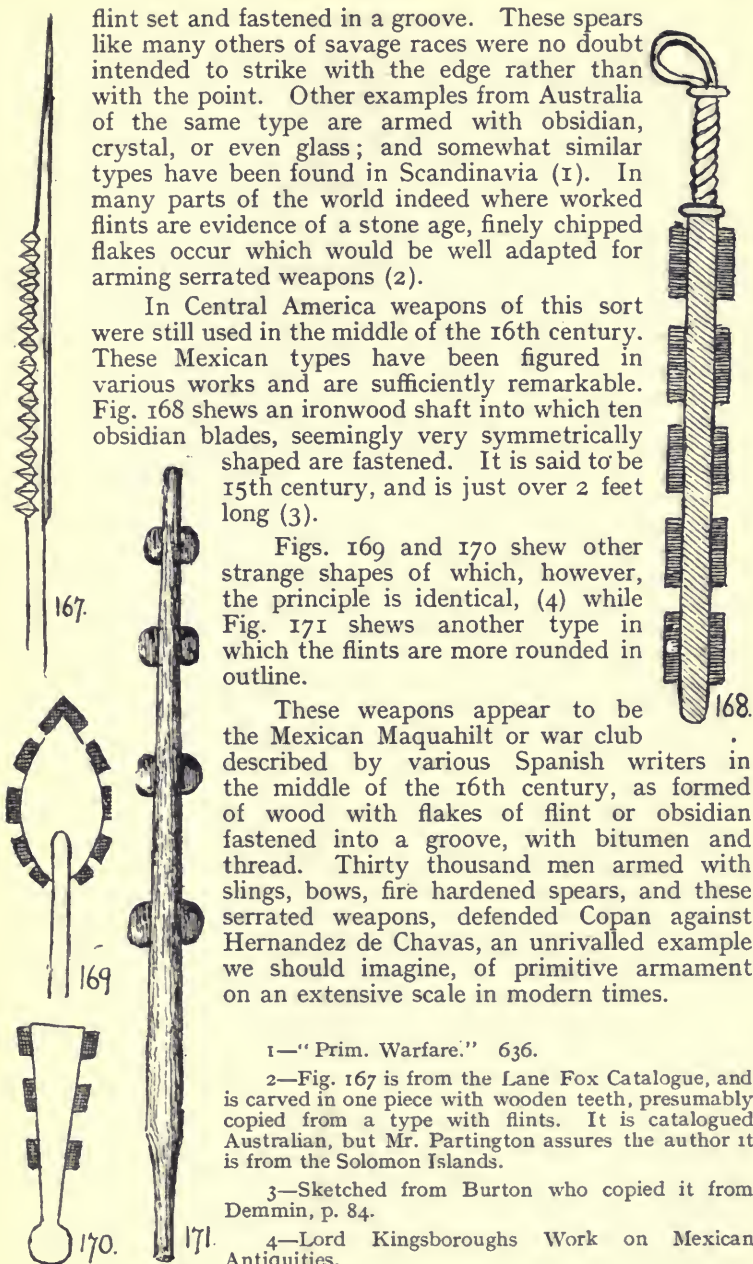 flint set and fastened in a groove. These spears
like many others of savage races were no doubt
intended to strike with the edge rather than
with the point. Other examples from Australia
of the same type are armed with obsidian,
crystal, or even glass; and somewhat similar
types have been found in Scandinavia (1). In
many parts of the world indeed where worked
flints are evidence of a stone age, finely chipped
flakes occur which would be well adapted for
arming serrated weapons (2).
In Central America weapons of this sort
were still used in the middle of the 16th century.
These Mexican types have been figured in
various works and are sufficiently remarkable.
Fig. 168 shews an ironwood shaft into which ten
obsidian blades, seemingly very symmetrically
shaped are fastened. It is said to be
15th century, and is just over 2 feet
long (3).
Figs. 169 and 170 shew other
strange shapes of which, however,
the principle is identical, (4) while
Fig. 171 shews another type in
which the flints are more rounded in
outline.
These weapons appear to be
the Mexican Maquahilt or war club
described by various Spanish writers in
the middle of the 16th century, as formed
of wood with flakes of flint or obsidian
fastened into a groove, with bitumen and
thread. Thirty thousand men armed with
slings, bows, fire hardened spears, and these
serrated weapons, defended Copan against
Hernandez de Chavas, an unrivalled example
we should imagine, of primitive armament
on an extensive scale in modern times.
1—"Prim. Warfare." 636.
2—Fig. 167 is from the Lane Fox Catalogue, and
is carved in one piece with wooden teeth, presumably
copied from a type with flints. It is catalogued
Australian, but Mr. Partington assures the author it
is from the Solomon Islands.
3—Sketched from Burton who copied it from
Demmin, p. 84.
4—Lord Kingsboroughs Work on Mexican
Antiquities.
167.
168.
169
170.
171.